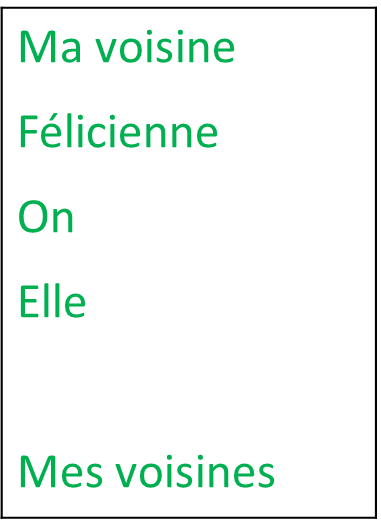 Ma voisine
Félicienne
On
Elle
Mes voisines